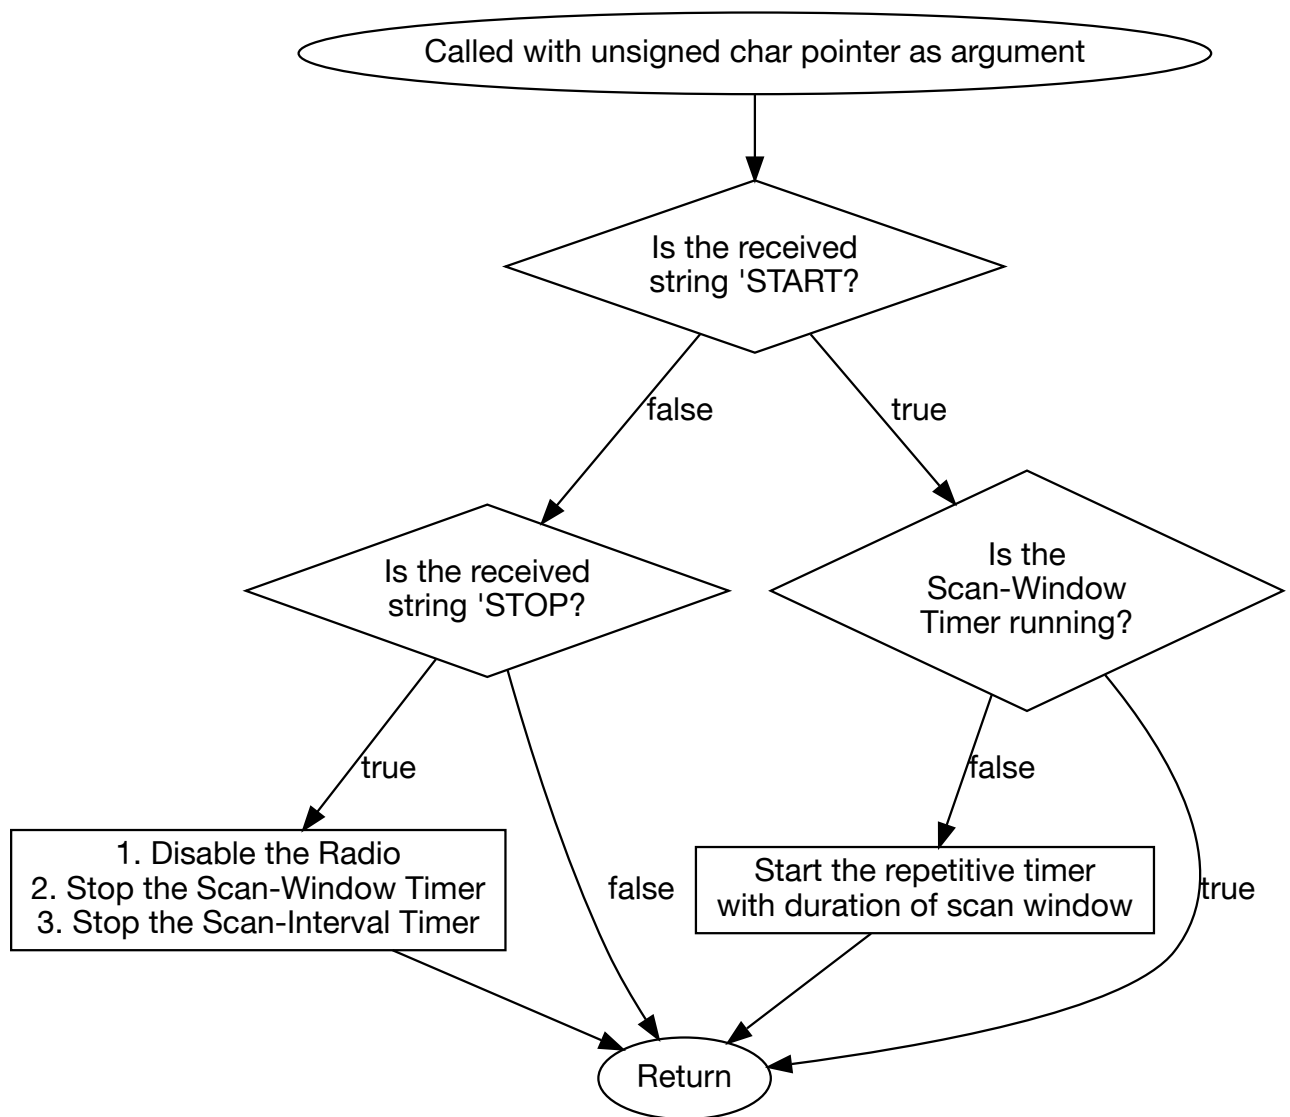 Called with unsigned char pointer as argument
Is the received
string 'START?
false
true
Is the received
string 'STOP?
Is the
Scan-Window
Timer running?
true
false
1. Disable the Radio
2. Stop the Scan-Window Timer
3. Stop the Scan-Interval Timer
false
Start the repetitive timer
with duration of scan window
true
Return